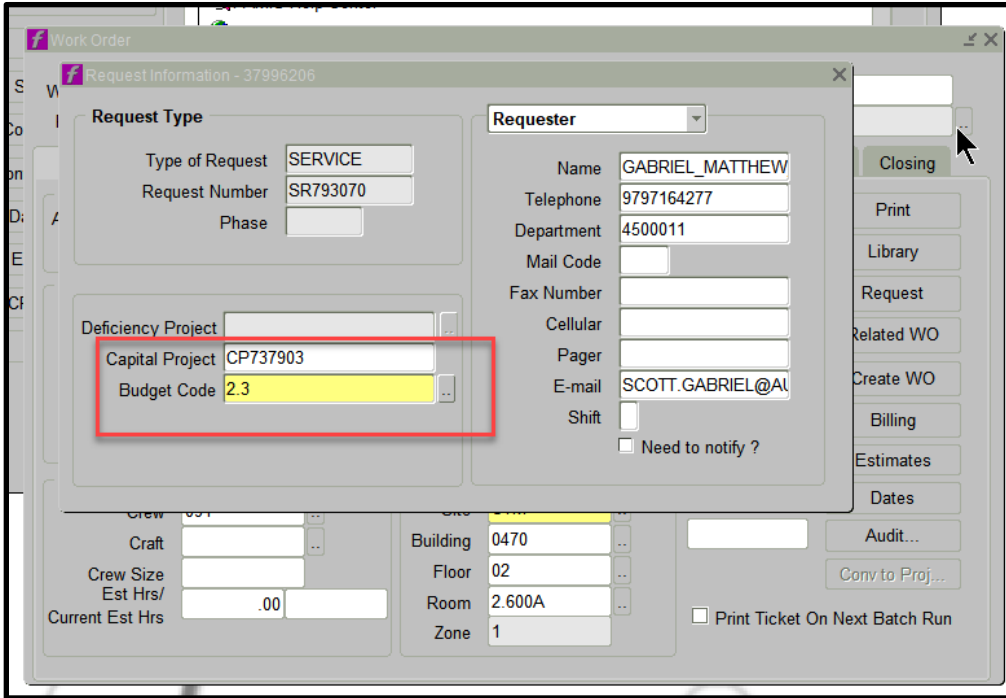 Work Order
Request Information - 37996206
Request Type
Type of Request SERVICE
Request Number SR793070
Phase
Deficiency Project ..
Capital Project CP737903
Budget Code 2.3 ..
Requester
Name GABRIEL_MATTHEW
Telephone 9797164277
Department 4500011
Mail Code
Fax Number
Cellular
Pager
E-mail SCOTT.GABRIEL@AU
Shift
Need to notify ?
Closing
Print
Library
Request
Related WO
Create WO
Billing
Estimates
Dates
Audit...
Conv to Proj...
Print Ticket On Next Batch Run
Crew
Craft ..
Crew Size
Est Hrs/
Current Est Hrs .00
Building 0470 ..
Floor 02 ..
Room 2.600A ..
Zone 1